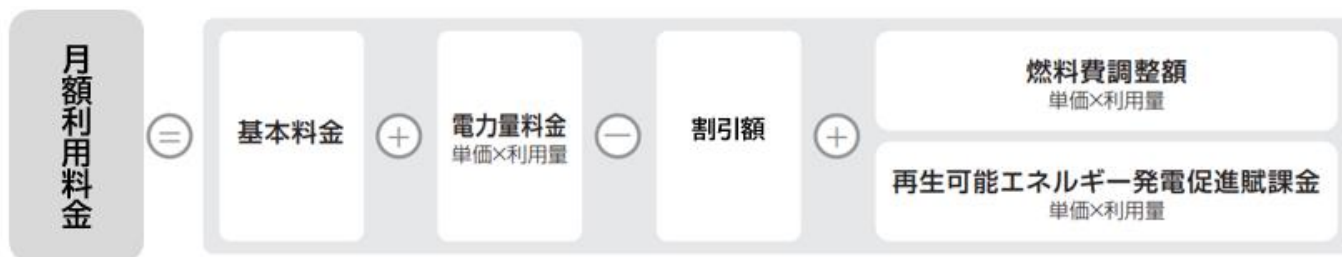 月額利用料金
=
基本料金
+
電力量料金
単価×利用量
−
割引額
+
燃料費調整額
単価×利用量
再生可能エネルギー発電促進賦課金
単価×利用量